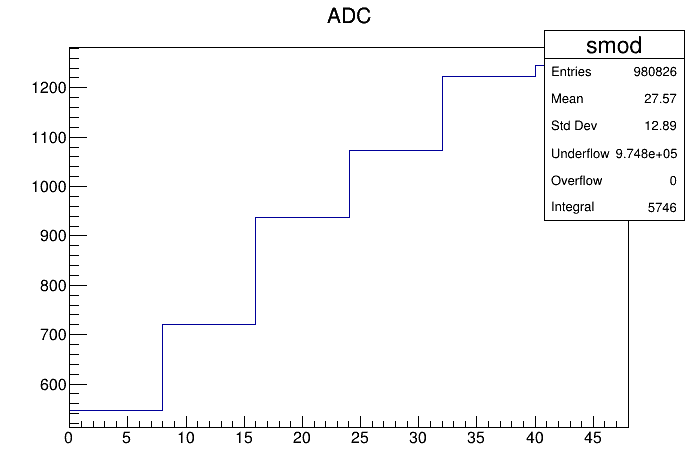 ADC
smod
Entries 980826
Mean 27.57
Std Dev 12.89
Underflow 9.748e+05
Overflow 0
Integral 5746
1200
1100
1000
900
800
700
600
0 5 10 15 20 25 30 35 40 45